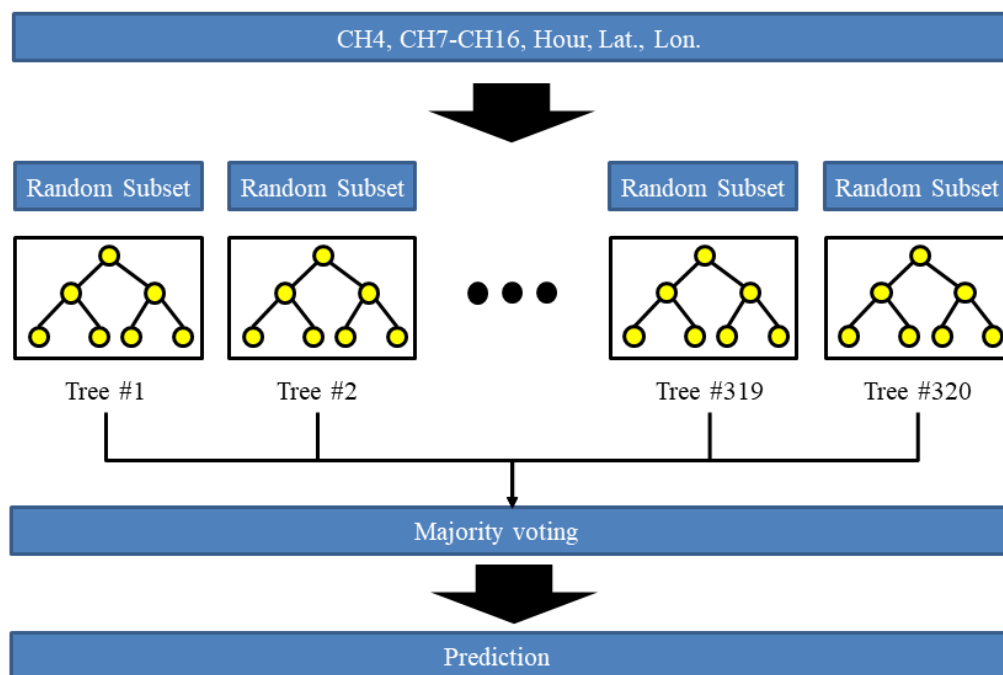 CH4, CH7-CH16, Hour, Lat., Lon.
Random Subset
Random Subset
Random Subset
Random Subset
Tree #1
Tree #2
Tree #319
Tree #320
Majority voting
Prediction